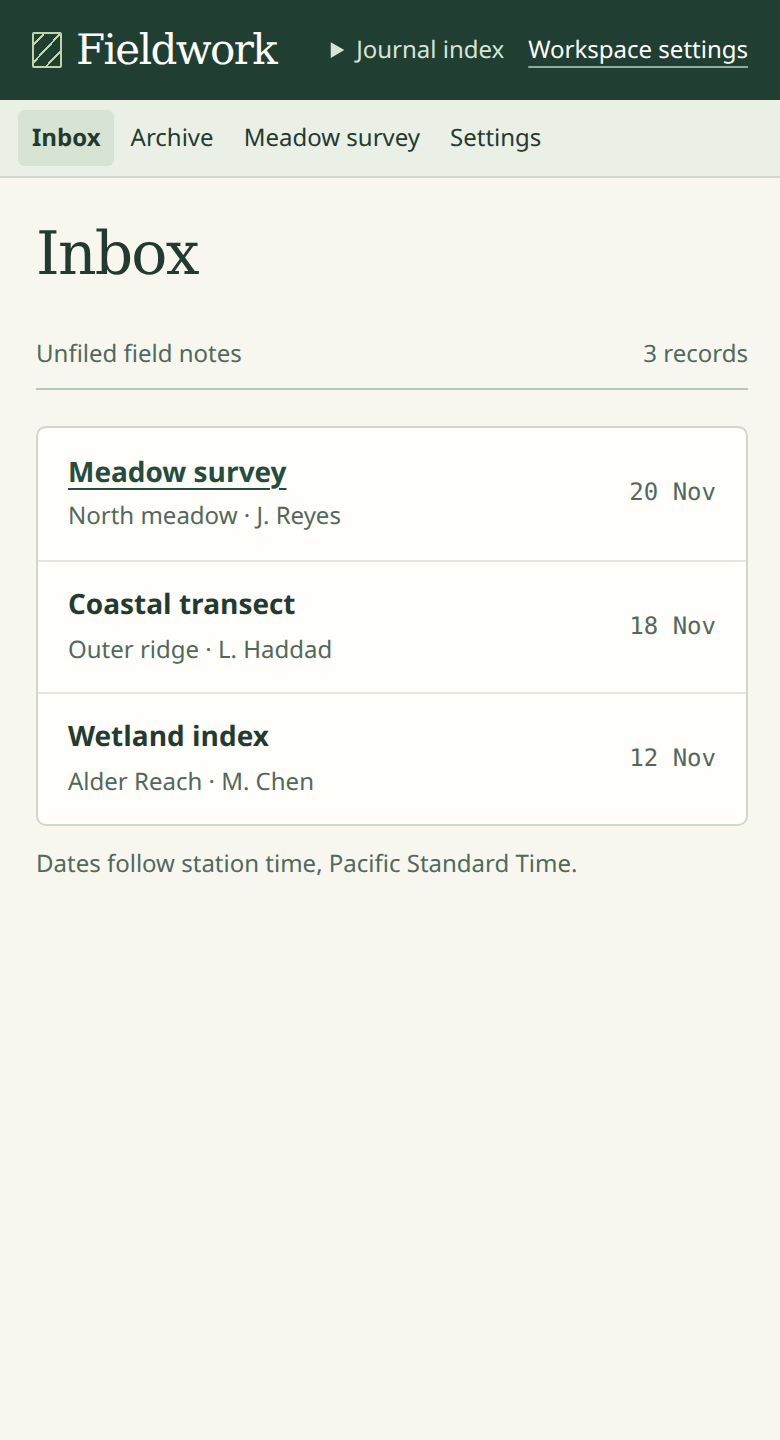 Fieldwork
▶ Journal index
Workspace settings
Inbox Archive Meadow survey Settings
Inbox
Unfiled field notes 3 records
Meadow survey
North meadow · J. Reyes
20 Nov
Coastal transect
Outer ridge · L. Haddad
18 Nov
Wetland index
Alder Reach · M. Chen
12 Nov
Dates follow station time, Pacific Standard Time.